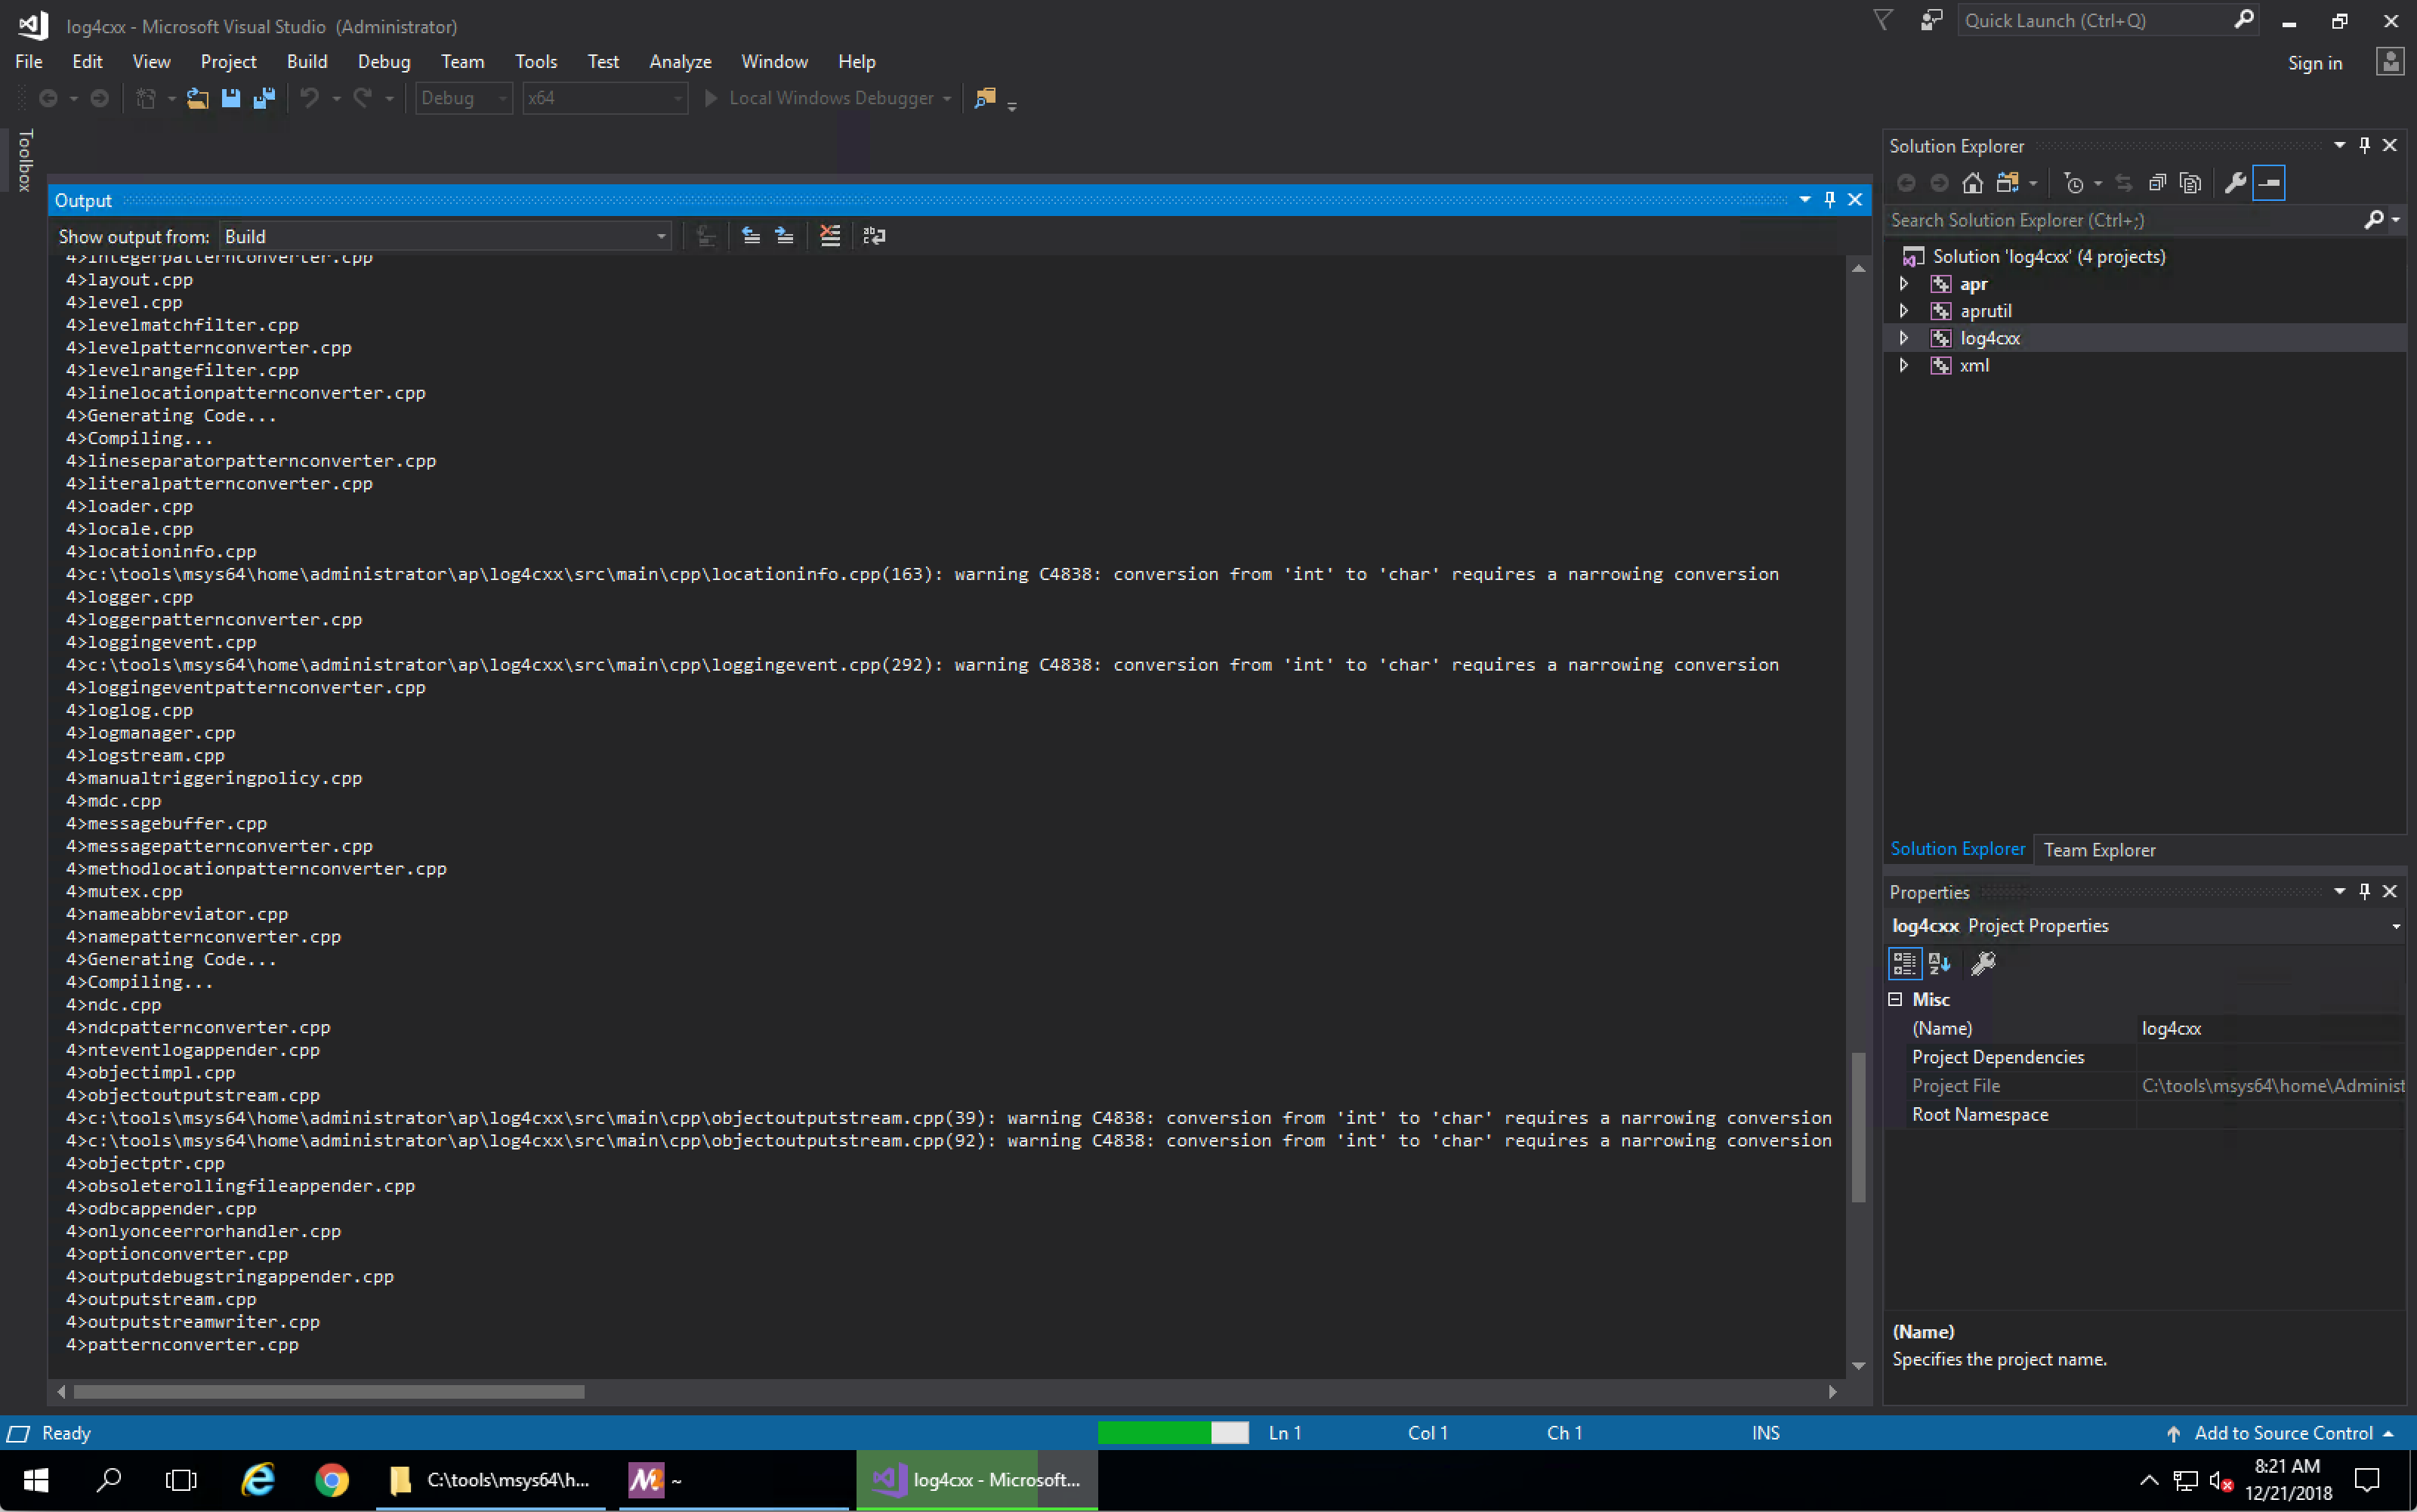 log4cxx - Microsoft Visual Studio (Administrator)
Quick Launch (Ctrl+Q)
File Edit View Project Build Debug Team Tools Test Analyze Window Help
Sign in
Debug x64 Local Windows Debugger
Toolbox
Output
Show output from: Build
4>integerpatternconverter.cpp
4>layout.cpp
4>level.cpp
4>levelmatchfilter.cpp
4>levelpatternconverter.cpp
4>levelrangefilter.cpp
4>linelocationpatternconverter.cpp
4>Generating Code...
4>Compiling...
4>lineseparatorpatternconverter.cpp
4>literalpatternconverter.cpp
4>loader.cpp
4>locale.cpp
4>locationinfo.cpp
4>c:\tools\msys64\home\administrator\ap\log4cxx\src\main\cpp\locationinfo.cpp(163): warning C4838: conversion from 'int' to 'char' requires a narrowing conversion
4>logger.cpp
4>loggerpatternconverter.cpp
4>loggingevent.cpp
4>c:\tools\msys64\home\administrator\ap\log4cxx\src\main\cpp\loggingevent.cpp(292): warning C4838: conversion from 'int' to 'char' requires a narrowing conversion
4>loggingeventpatternconverter.cpp
4>loglog.cpp
4>logmanager.cpp
4>logstream.cpp
4>manualtriggeringpolicy.cpp
4>mdc.cpp
4>messagebuffer.cpp
4>messagepatternconverter.cpp
4>methodlocationpatternconverter.cpp
4>mutex.cpp
4>nameabbreviator.cpp
4>namepatternconverter.cpp
4>Generating Code...
4>Compiling...
4>ndc.cpp
4>ndcpatternconverter.cpp
4>nteventlogappender.cpp
4>objectimpl.cpp
4>objectoutputstream.cpp
4>c:\tools\msys64\home\administrator\ap\log4cxx\src\main\cpp\objectoutputstream.cpp(39): warning C4838: conversion from 'int' to 'char' requires a narrowing conversion
4>c:\tools\msys64\home\administrator\ap\log4cxx\src\main\cpp\objectoutputstream.cpp(92): warning C4838: conversion from 'int' to 'char' requires a narrowing conversion
4>objectptr.cpp
4>obsoleterollingfileappender.cpp
4>odbcappender.cpp
4>onlyonceerrorhandler.cpp
4>optionconverter.cpp
4>outputdebugstringappender.cpp
4>outputstream.cpp
4>outputstreamwriter.cpp
4>patternconverter.cpp
Solution Explorer
Search Solution Explorer (Ctrl+;)
Solution 'log4cxx' (4 projects)
apr
aprutil
log4cxx
xml
Solution Explorer Team Explorer
Properties
log4cxx Project Properties
Misc
(Name) log4cxx
Project Dependencies
Project File C:\tools\msys64\home\Administ
Root Namespace
(Name)
Specifies the project name.
Ready Ln 1 Col 1 Ch 1 INS Add to Source Control
C:\tools\msys64\h... ~ log4cxx - Microsoft...
8:21 AM
12/21/2018